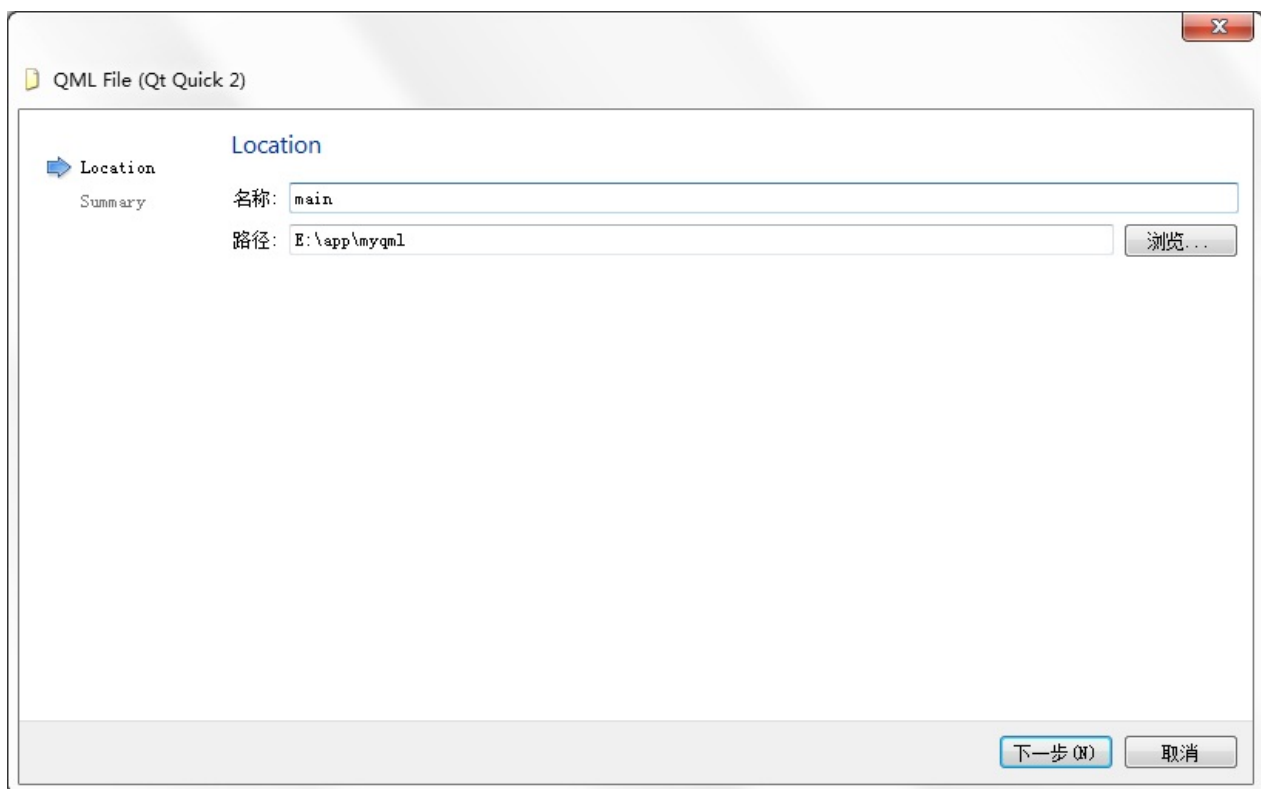 QML File (Qt Quick 2)
Location
Summary
Location
名称: main
路径: E:\app\myqml 浏览...
下一步(N) 取消